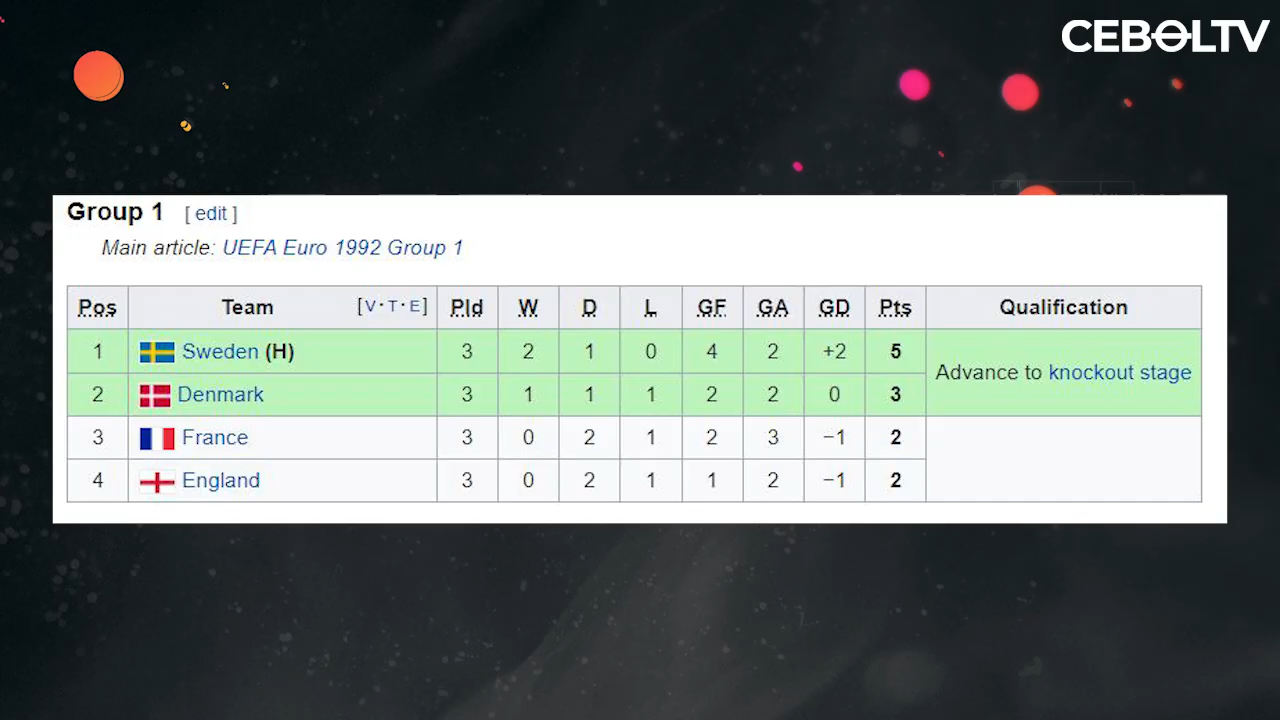 CEBOLTV
Group 1 [ edit ]
Main article: UEFA Euro 1992 Group 1
Pos Team [V·T·E] Pld W D L GF GA GD Pts Qualification
1 Sweden (H) 3 2 1 0 4 2 +2 5 Advance to knockout stage
2 Denmark 3 1 1 1 2 2 0 3
3 France 3 0 2 1 2 3 −1 2
4 England 3 0 2 1 1 2 −1 2